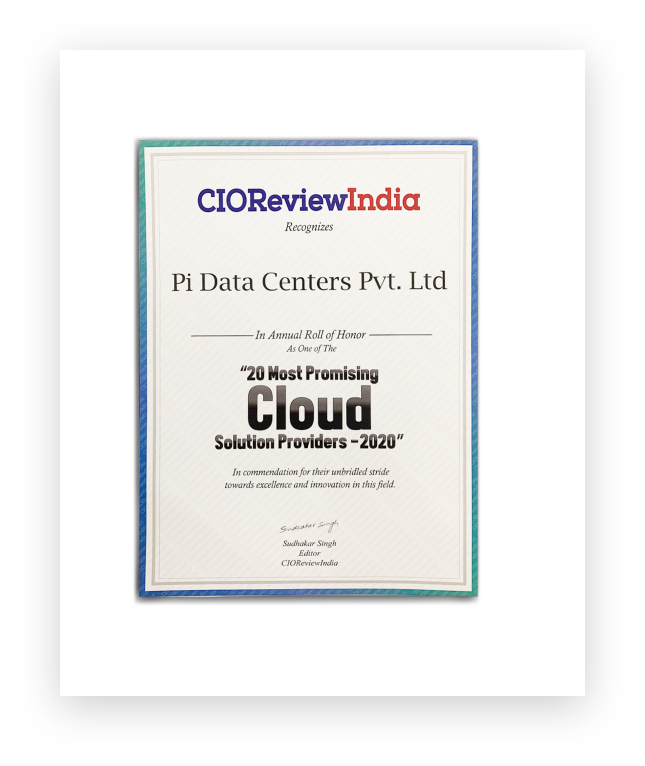 CIOReviewIndia
Recognizes
Pi Data Centers Pvt. Ltd
In Annual Roll of Honor
As One of The
“20 Most Promising
Cloud
Solution Providers –2020”
In commendation for their unbridled stride
towards excellence and innovation in this field.
Sudhakar Singh
Sudhakar Singh
Editor
CIOReviewIndia